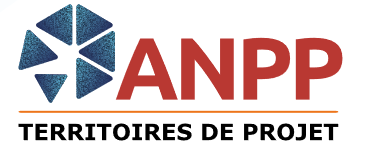 ANPP
TERRITOIRES DE PROJET